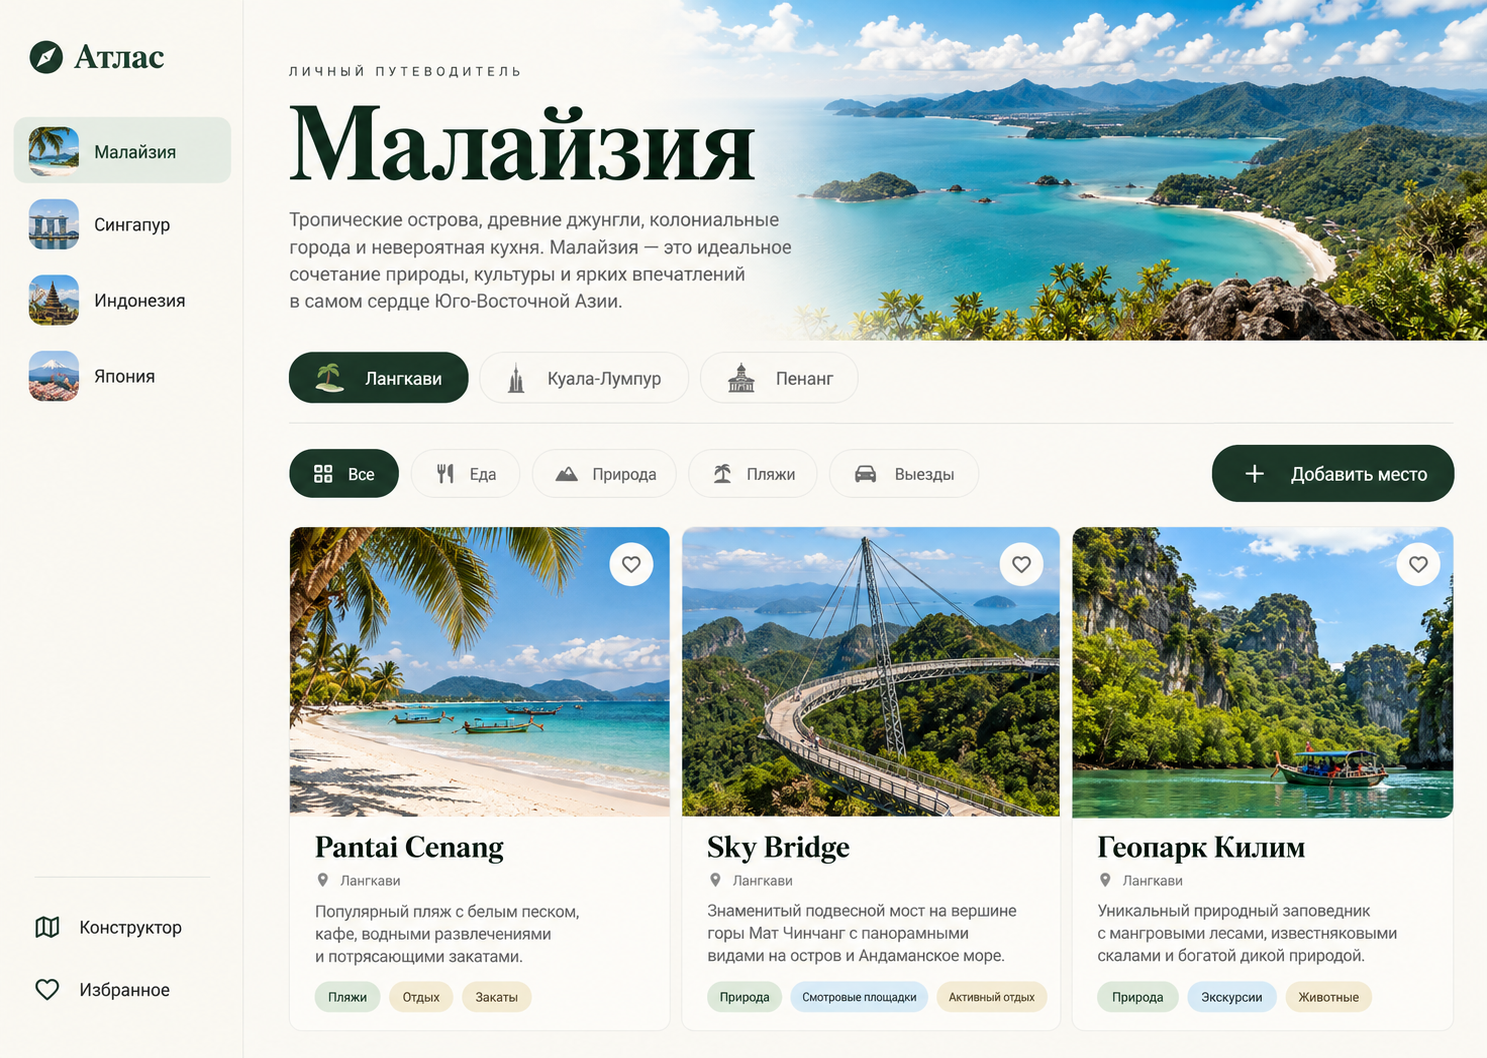 Атлас
Малайзия
Сингапур
Индонезия
Япония
Конструктор
Избранное
ЛИЧНЫЙ ПУТЕВОДИТЕЛЬ
Малайзия
Тропические острова, древние джунгли, колониальные
города и невероятная кухня. Малайзия — это идеальное
сочетание природы, культуры и ярких впечатлений
в самом сердце Юго-Восточной Азии.
Лангкави
Куала-Лумпур
Пенанг
Все
Еда
Природа
Пляжи
Выезды
Добавить место
Pantai Cenang
Лангкави
Популярный пляж с белым песком,
кафе, водными развлечениями
и потрясающими закатами.
Пляжи
Отдых
Закаты
Sky Bridge
Лангкави
Знаменитый подвесной мост на вершине
горы Мат Чинчанг с панорамными
видами на остров и Андаманское море.
Природа
Смотровые площадки
Активный отдых
Геопарк Килим
Лангкави
Уникальный природный заповедник
с мангровыми лесами, известняковыми
скалами и богатой дикой природой.
Природа
Экскурсии
Животные